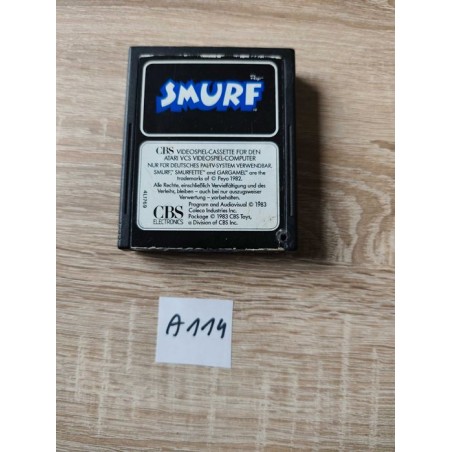 SMURF
CBS VIDEOSPIEL-CASSETTE FÜR DEN
ATARI VCS VIDEOSPIEL-COMPUTER
NUR FÜR DEUTSCHES PAL-TV-SYSTEM VERWENDBAR.
SMURF, SMURFETTE and GARGAMEL are the
trademarks of © Peyo 1982.
Alle Rechte, einschließlich Vervielfältigung und des
Verleihs, bleiben – auch bei nur auszugsweiser
Verwertung – vorbehalten.
CBS
ELECTRONICS
Program and Audiovisual © 1983
Coleco Industries Inc.
Package © 1983 CBS Toys,
a Division of CBS Inc.
A114